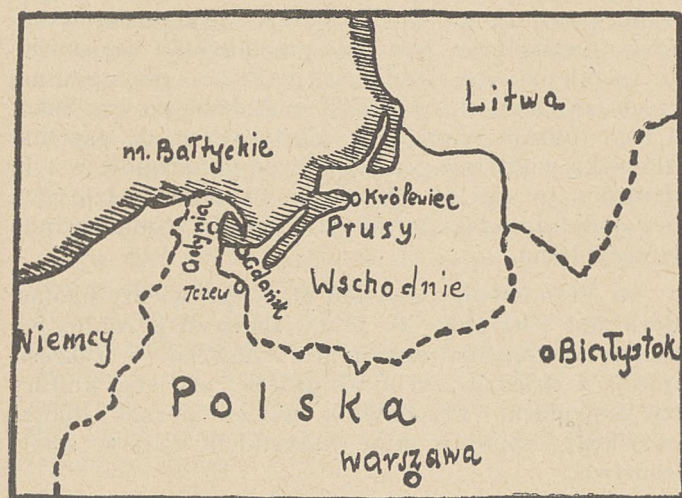 Litwa
m. Bałtyckie
Królewiec
Prusy
Wschodnie
Gdynia
Gdańsk
Tczew
Niemcy
Białystok
Polska
Warszawa